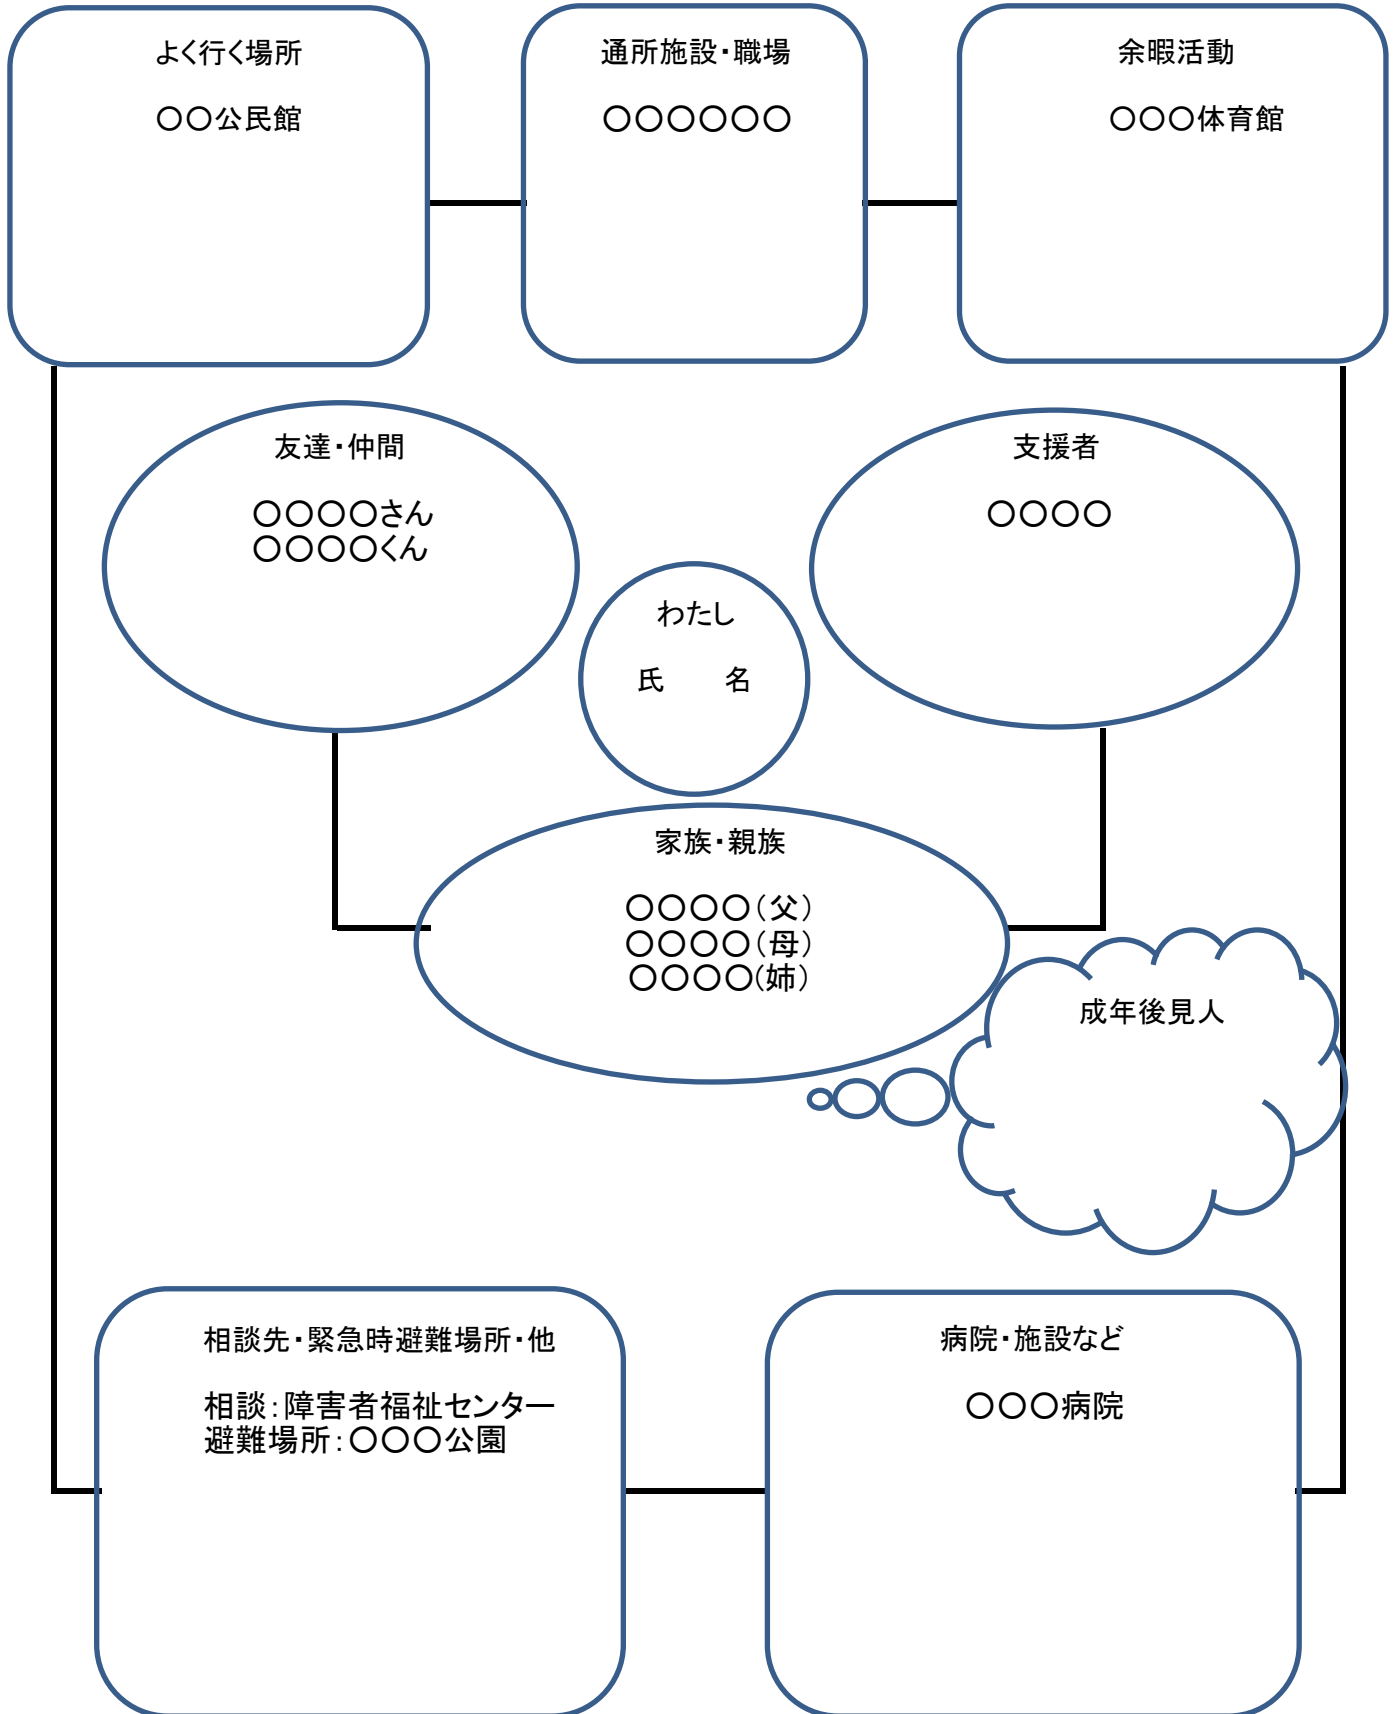 よく行く場所
〇〇公民館
通所施設・職場
〇〇〇〇〇〇
余暇活動
〇〇〇体育館
友達・仲間
〇〇〇〇さん
〇〇〇〇くん
支援者
〇〇〇〇
わたし
氏　　名
家族・親族
〇〇〇〇（父）
〇〇〇〇（母）
〇〇〇〇（姉）
成年後見人
相談先・緊急時避難場所・他
相談：障害者福祉センター
避難場所：〇〇〇公園
病院・施設など
〇〇〇病院